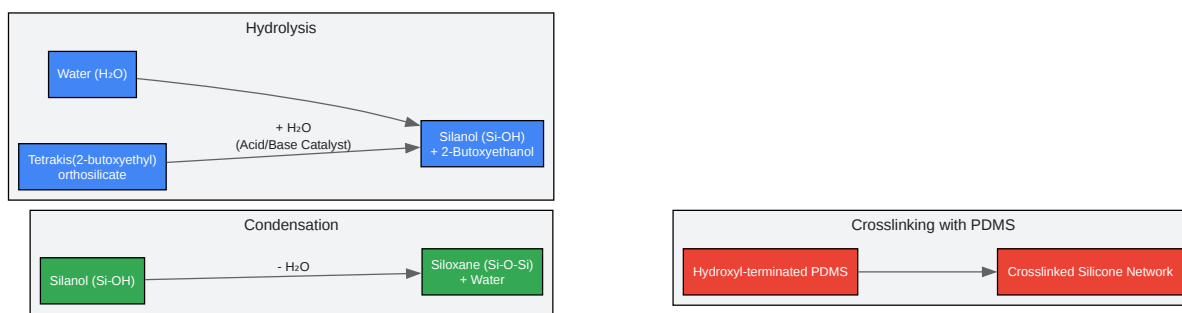 Hydrolysis
Water (H₂O)
+ H₂O
(Acid/Base Catalyst)
Tetrakis(2-butoxyethyl)
orthosilicate
Silanol (Si-OH)
+ 2-Butoxyethanol
Condensation
Silanol (Si-OH)
- H₂O
Siloxane (Si-O-Si)
+ Water
Crosslinking with PDMS
Hydroxyl-terminated PDMS
Crosslinked Silicone Network